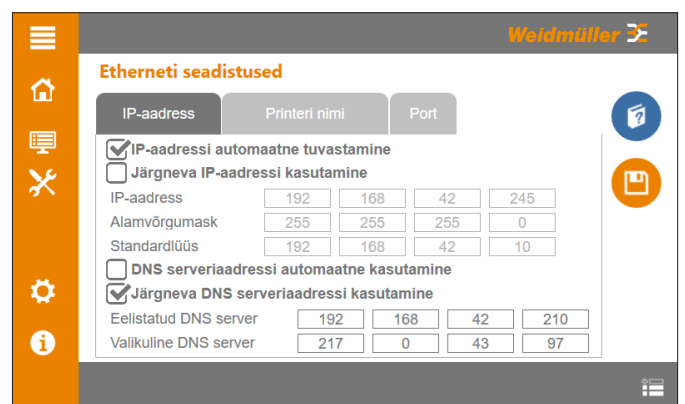 Weidmüller
Etherneti seadistused
IP-aadress Printeri nimi Port
IP-aadressi automaatne tuvastamine
Järgneva IP-aadressi kasutamine
IP-aadress 192 168 42 245
Alamvõrgumask 255 255 255 0
Standardlüüs 192 168 42 10
DNS serveriaadressi automaatne kasutamine
Järgneva DNS serveriaadressi kasutamine
Eelistatud DNS server 192 168 42 210
Valikuline DNS server 217 0 43 97